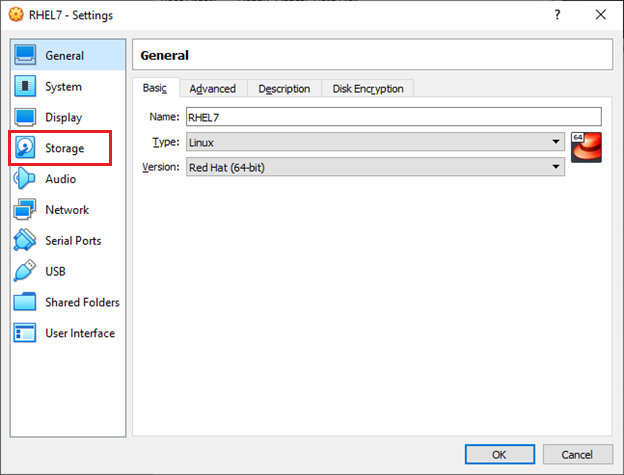 RHEL7 - Settings
?
General
System
Display
Storage
Audio
Network
Serial Ports
USB
Shared Folders
User Interface
General
Basic Advanced Description Disk Encryption
Name: RHEL7
Type: Linux
64
Version: Red Hat (64-bit)
OK Cancel